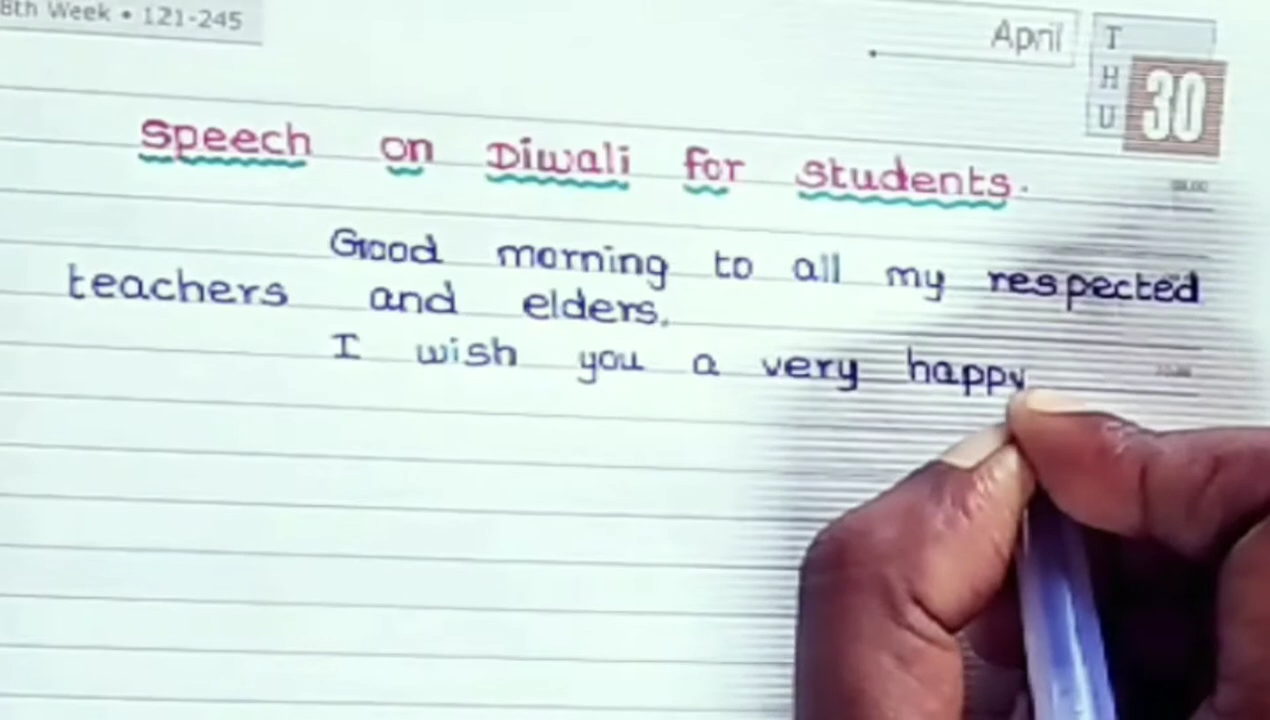 8th Week • 121-245
April
THU
30
Speech on Diwali for students.
Good morning to all my respected
teachers and elders.
I wish you a very happy